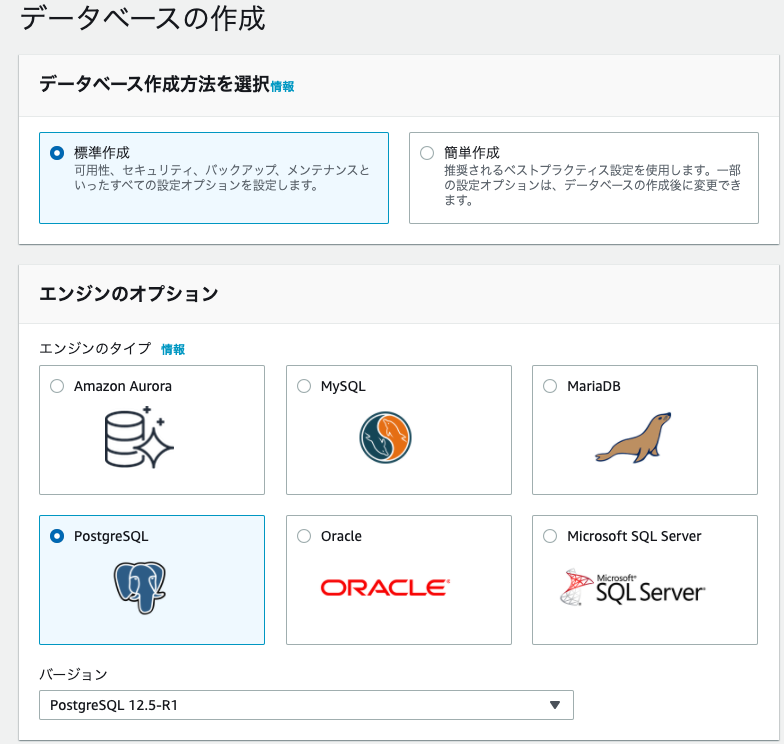 データベースの作成
データベース作成方法を選択情報
標準作成
可用性、セキュリティ、バックアップ、メンテナンスと
いったすべての設定オプションを設定します。
簡単作成
推奨されるベストプラクティス設定を使用します。一部
の設定オプションは、データベースの作成後に変更でき
ます。
エンジンのオプション
エンジンのタイプ 情報
Amazon Aurora
MySQL
MariaDB
PostgreSQL
Oracle
ORACLE®
Microsoft SQL Server
Microsoft®
SQL Server®
バージョン
PostgreSQL 12.5-R1